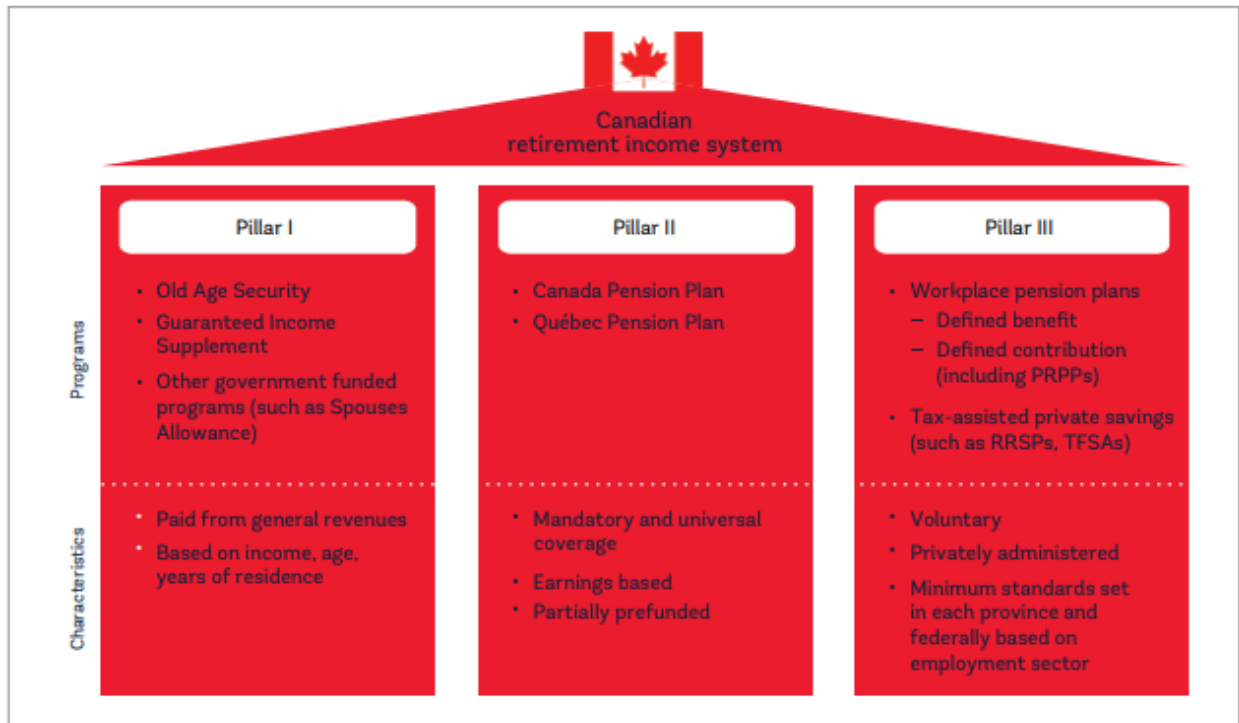 Canadian
retirement income system
Pillar I
Pillar II
Pillar III
Programs
• Old Age Security
• Guaranteed Income
Supplement
• Other government funded
programs (such as Spouses
Allowance)
• Canada Pension Plan
• Québec Pension Plan
• Workplace pension plans
– Defined benefit
– Defined contribution
(including PRPPs)
• Tax-assisted private savings
(such as RRSPs, TFSAs)
Characteristics
• Paid from general revenues
• Based on income, age,
years of residence
• Mandatory and universal
coverage
• Earnings based
• Partially prefunded
• Voluntary
• Privately administered
• Minimum standards set
in each province and
federally based on
employment sector